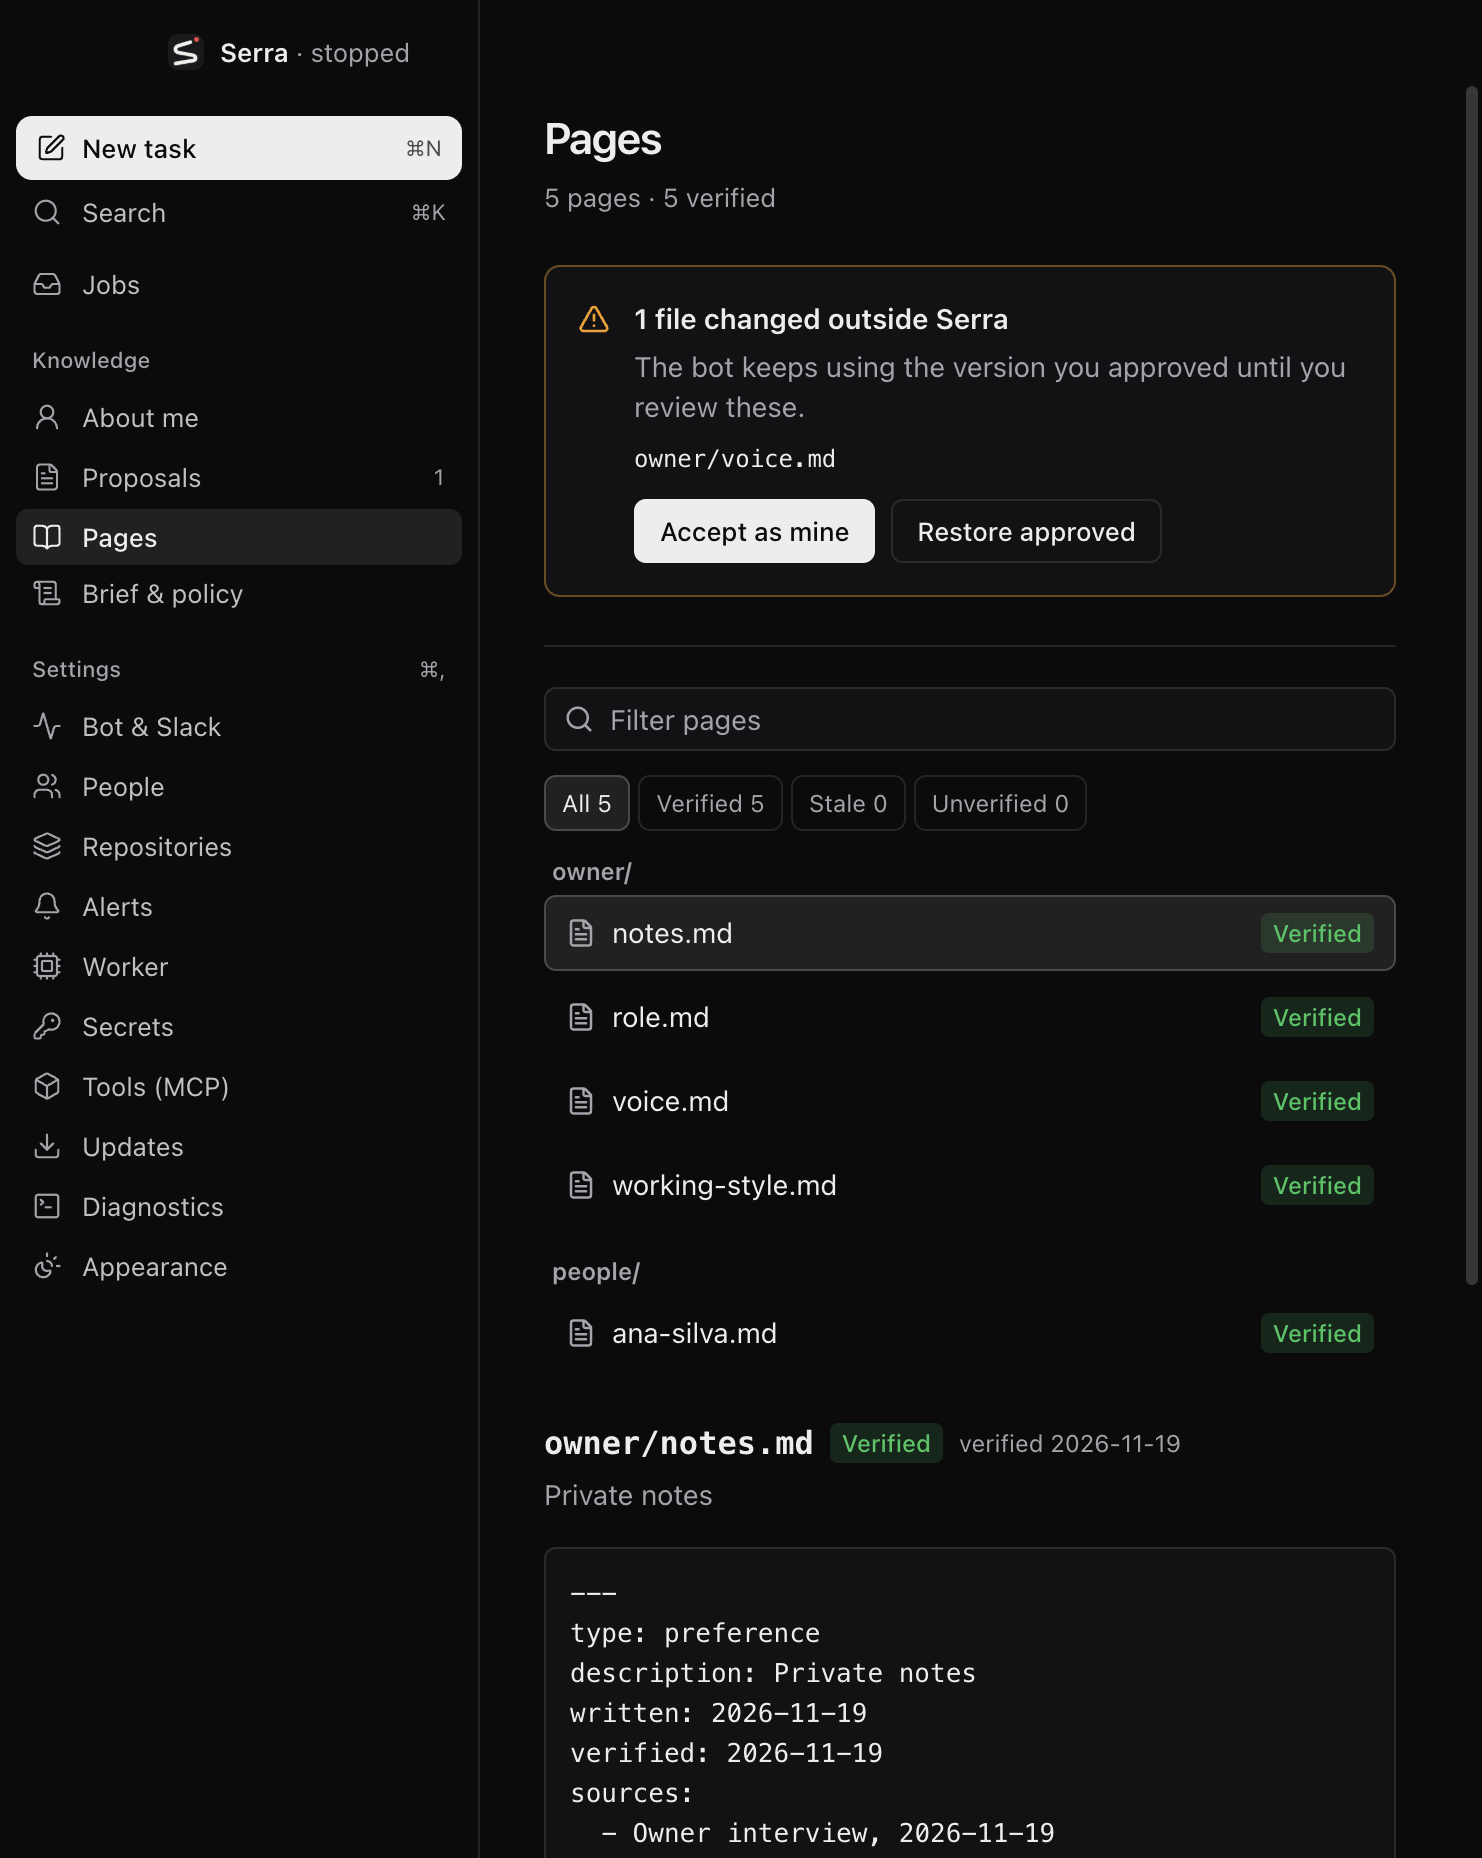 Serra · stopped
New task ⌘N
Search ⌘K
Jobs
Knowledge
About me
Proposals 1
Pages
Brief & policy
Settings ⌘,
Bot & Slack
People
Repositories
Alerts
Worker
Secrets
Tools (MCP)
Updates
Diagnostics
Appearance
Pages
5 pages · 5 verified
1 file changed outside Serra
The bot keeps using the version you approved until you
review these.
owner/voice.md
Accept as mine Restore approved
Filter pages
All 5 Verified 5 Stale 0 Unverified 0
owner/
notes.md Verified
role.md Verified
voice.md Verified
working-style.md Verified
people/
ana-silva.md Verified
owner/notes.md Verified verified 2026-11-19
Private notes
---
type: preference
description: Private notes
written: 2026-11-19
verified: 2026-11-19
sources:
  - Owner interview, 2026-11-19